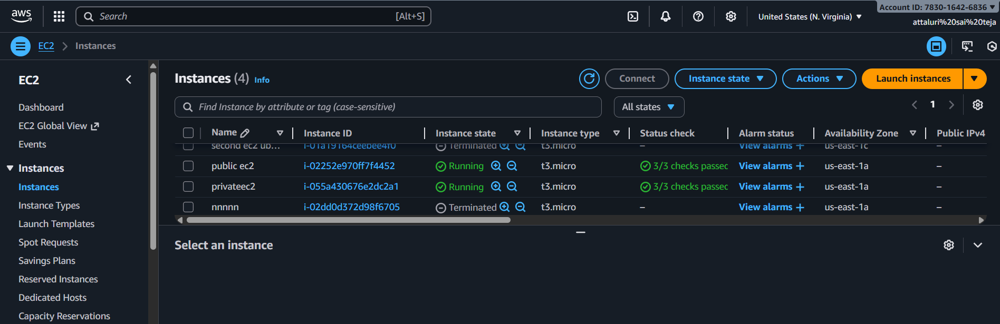 aws
Search [Alt+S]
United States (N. Virginia)
Account ID: 7830-1642-6836
attaluri%20sai%20teja
EC2 Instances
EC2
Dashboard
EC2 Global View
Events
Instances
Instances
Instance Types
Launch Templates
Spot Requests
Savings Plans
Reserved Instances
Dedicated Hosts
Capacity Reservations
Instances (4) Info
Connect
Instance state
Actions
Launch instances
Find Instance by attribute or tag (case-sensitive)
All states
1
Name Instance ID Instance state Instance type Status check Alarm status Availability Zone Public IPv4
second ec2 ub... i-01a19164ceebee4f0 Terminated t3.micro – View alarms + us-east-1c –
public ec2 i-02252e970ff7f4452 Running t3.micro 3/3 checks passec View alarms + us-east-1a –
privateec2 i-055a430676e2dc2a1 Running t3.micro 3/3 checks passec View alarms + us-east-1a –
nnnnn i-02dd0d372d98f6705 Terminated t3.micro – View alarms + us-east-1a –
Select an instance